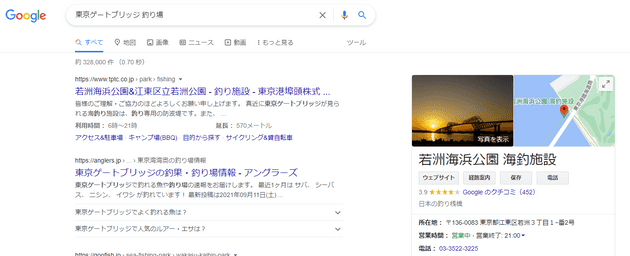 Google
東京ゲートブリッジ 釣り場
すべて
地図
画像
ニュース
動画
もっと見る
ツール
約 328,000 件 （0.70 秒）
https://www.tptc.co.jp › park › fishing
若洲海浜公園&江東区立若洲公園 - 釣り施設 - 東京港埠頭株式 ...
皆様のご理解・ご協力のほどよろしくお願い申し上げます。 真近に東京ゲートブリッジが見ら
れる海釣り施設は、釣り専用の防波堤です。また、 ...
利用時間： 6時～21時
延長： 570メートル
アクセス&駐車場
キャンプ場(BBQ)
目的から探す
サイクリング&貸自転車
https://anglers.jp › ... › 東京湾湾奥の釣り場情報
東京ゲートブリッジの釣果・釣り場情報 - アングラーズ
東京ゲートブリッジで釣れる魚や釣り場の速報をお届けします。 最近1ヶ月は サバ、 シーバ
ス、 ニシン、 イワシ が釣れています！ 最新投稿は2021年09月11日(土) ...
東京ゲートブリッジでよく釣れる魚は？
東京ゲートブリッジで人気のルアー・エサは？
写真を表示
若洲海浜公園 海釣施設
ウェブサイト
経路案内
保存
電話
3.9
Google のクチコミ（452）
日本の釣り桟橋
所在地： 〒136-0083 東京都江東区若洲３丁目１−番2号
営業時間： 営業中 ⋅ 営業終了: 21:00
電話： 03-3522-3225